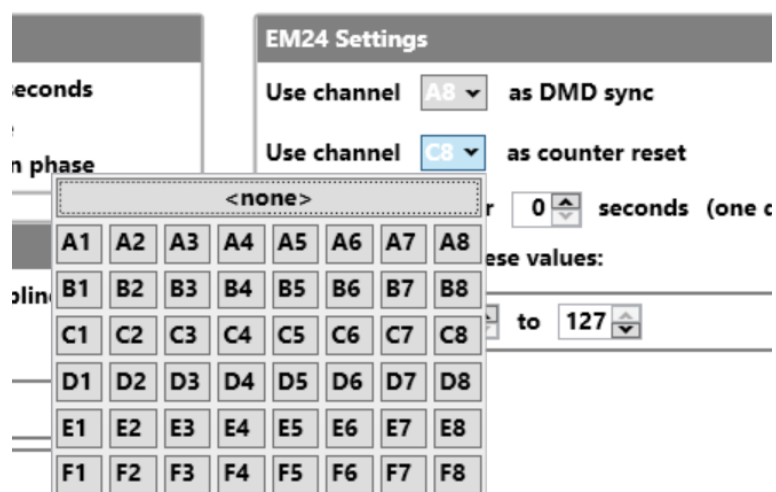 EM24 Settings
econds
Use channel A8 as DMD sync
n phase
Use channel C8 as counter reset
<none>
r 0 seconds (one
A1 A2 A3 A4 A5 A6 A7 A8
ese values:
B1 B2 B3 B4 B5 B6 B7 B8
pling
C1 C2 C3 C4 C5 C6 C7 C8
to 127
D1 D2 D3 D4 D5 D6 D7 D8
E1 E2 E3 E4 E5 E6 E7 E8
F1 F2 F3 F4 F5 F6 F7 F8